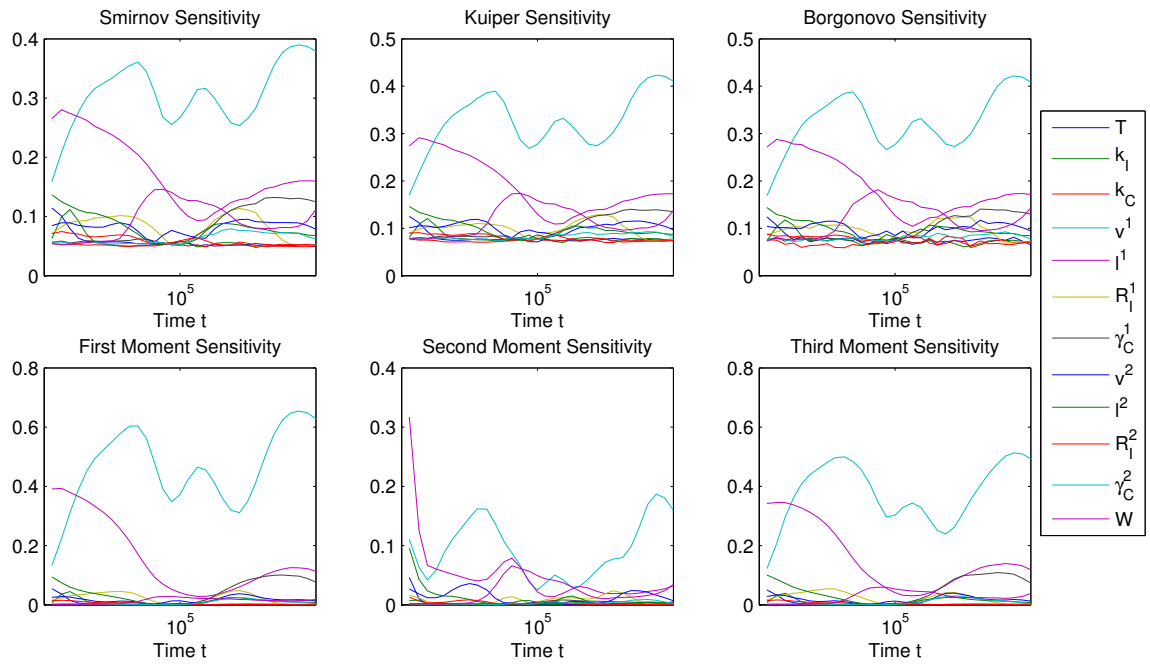 Smirnov Sensitivity
0.4
0.3
0.2
0.1
0
10^5
Time t
Kuiper Sensitivity
0.5
0.4
0.3
0.2
0.1
0
10^5
Time t
Borgonovo Sensitivity
0.5
0.4
0.3
0.2
0.1
0
10^5
Time t
First Moment Sensitivity
0.8
0.6
0.4
0.2
0
10^5
Time t
Second Moment Sensitivity
0.4
0.3
0.2
0.1
0
10^5
Time t
Third Moment Sensitivity
0.8
0.6
0.4
0.2
0
10^5
Time t
T
k_I
k_C
v^1
I^1
R_I^1
γ_C^1
v^2
I^2
R_I^2
γ_C^2
W